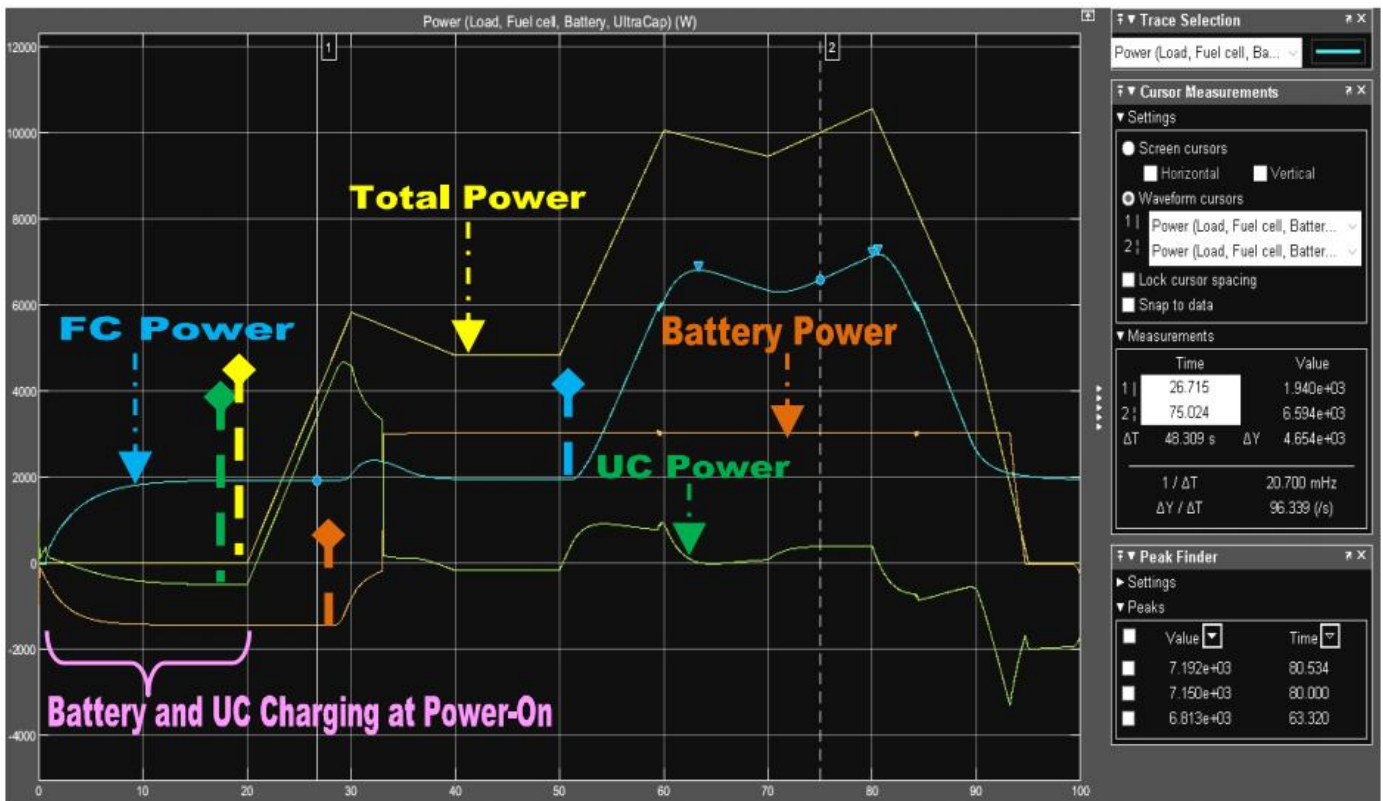 Power (Load, Fuel cell, Battery, UltraCap) (W)
12000
10000
8000
6000
4000
2000
0
-2000
-4000
0
10
20
30
40
50
60
70
80
90
100
1
2
Total Power
FC Power
Battery Power
UC Power
Battery and UC Charging at Power-On
Trace Selection
Power (Load, Fuel cell, Ba...
Cursor Measurements
Settings
Screen cursors
Horizontal Vertical
Waveform cursors
1 Power (Load, Fuel cell, Batter...
2 Power (Load, Fuel cell, Batter...
Lock cursor spacing
Snap to data
Measurements
Time Value
1 26.715 1.940e+03
2 75.024 6.594e+03
ΔT 48.309 s ΔY 4.654e+03
1 / ΔT 20.700 mHz
ΔY / ΔT 96.339 (/s)
Peak Finder
Settings
Peaks
Value Time
7.192e+03 80.534
7.150e+03 80.000
6.813e+03 63.320